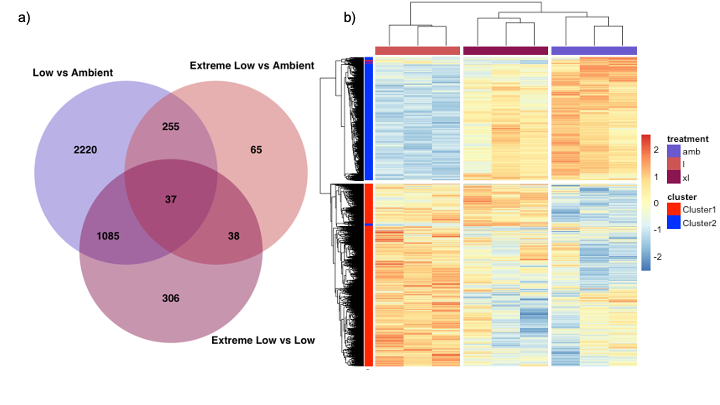 a)
Low vs Ambient
Extreme Low vs Ambient
2220
255
65
37
1085
38
306
Extreme Low vs Low
b)
treatment
amb
l
xl
cluster
Cluster1
Cluster2
2
1
0
-1
-2